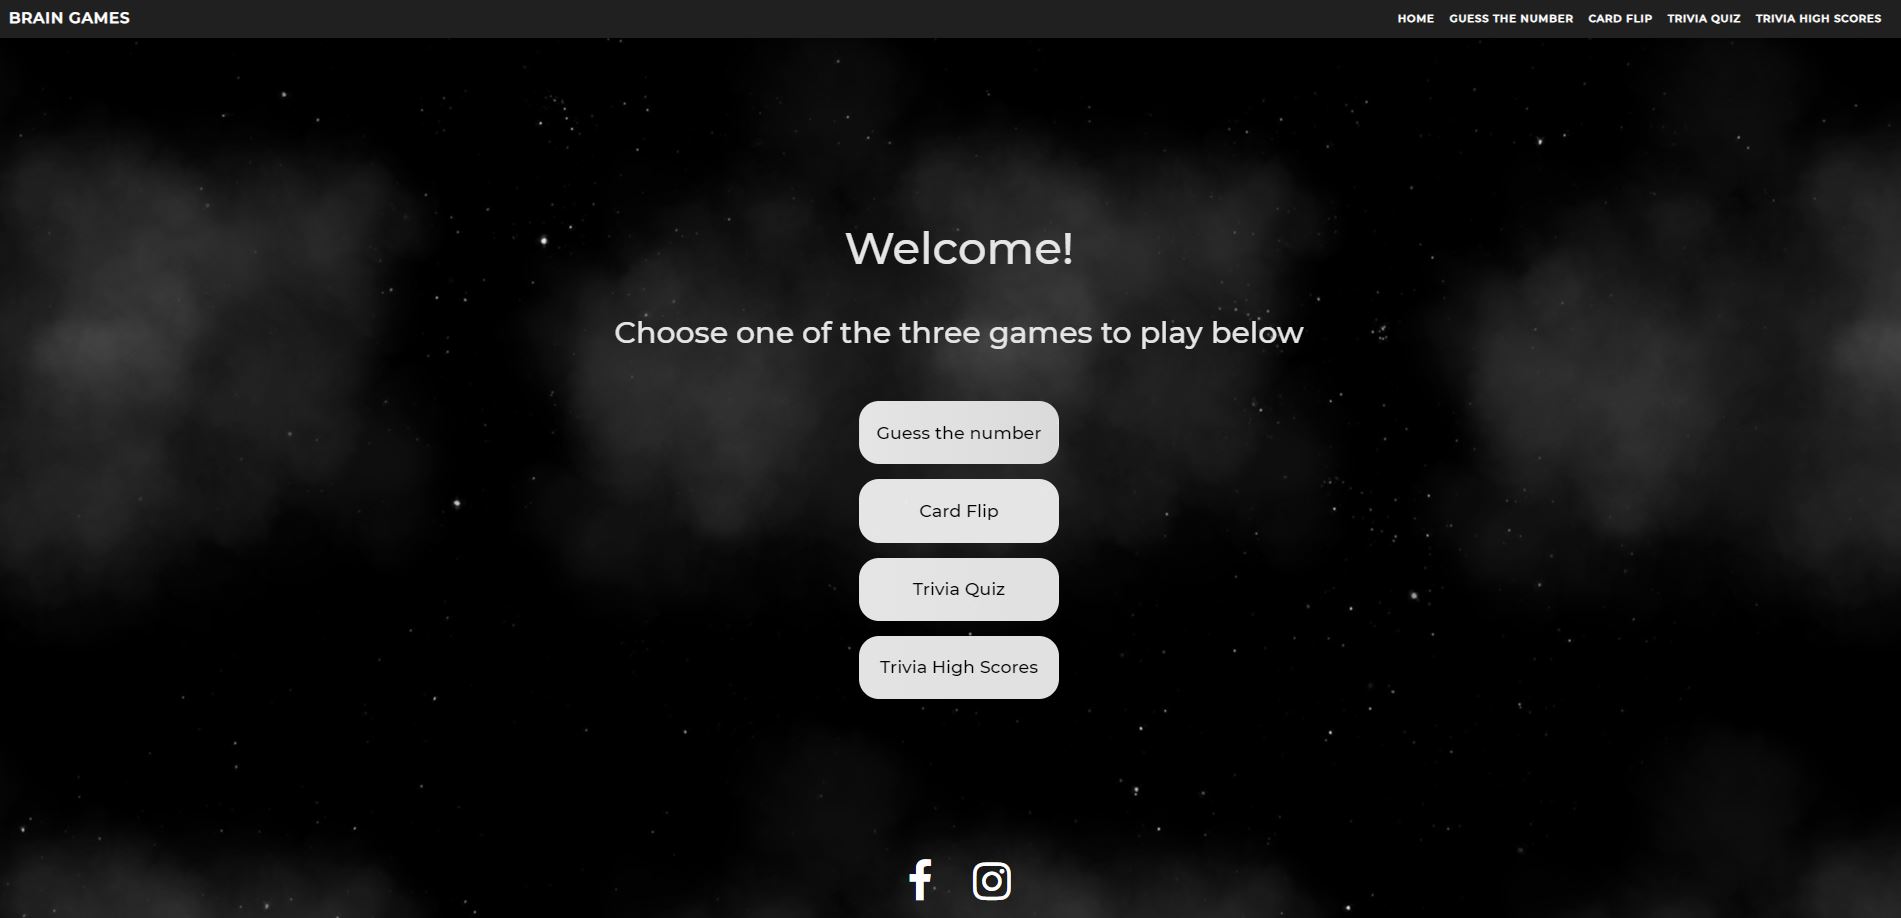 BRAIN GAMES
HOME GUESS THE NUMBER CARD FLIP TRIVIA QUIZ TRIVIA HIGH SCORES
Welcome!
Choose one of the three games to play below
Guess the number
Card Flip
Trivia Quiz
Trivia High Scores